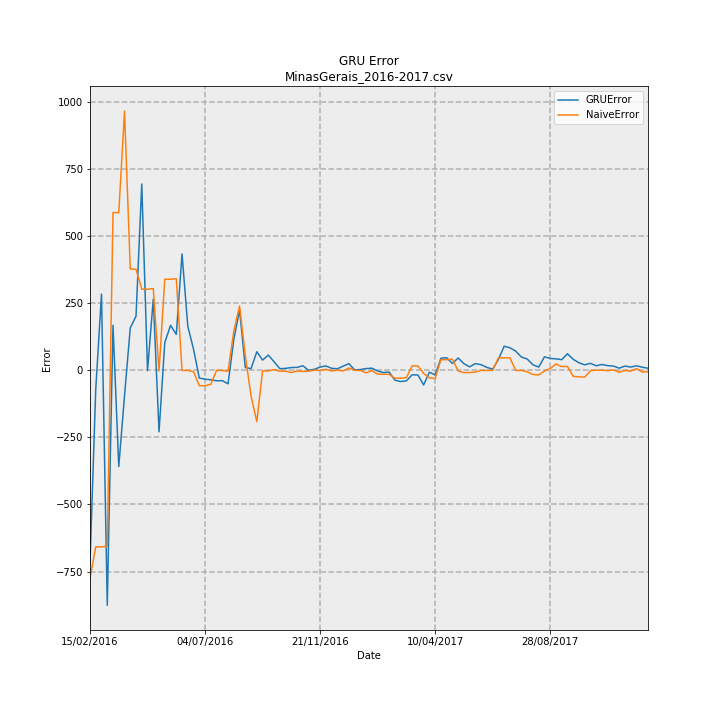 GRU Error
MinasGerais_2016-2017.csv
GRUError
NaiveError
1000
750
500
250
0
−250
−500
−750
Error
15/02/2016 04/07/2016 21/11/2016 10/04/2017 28/08/2017
Date